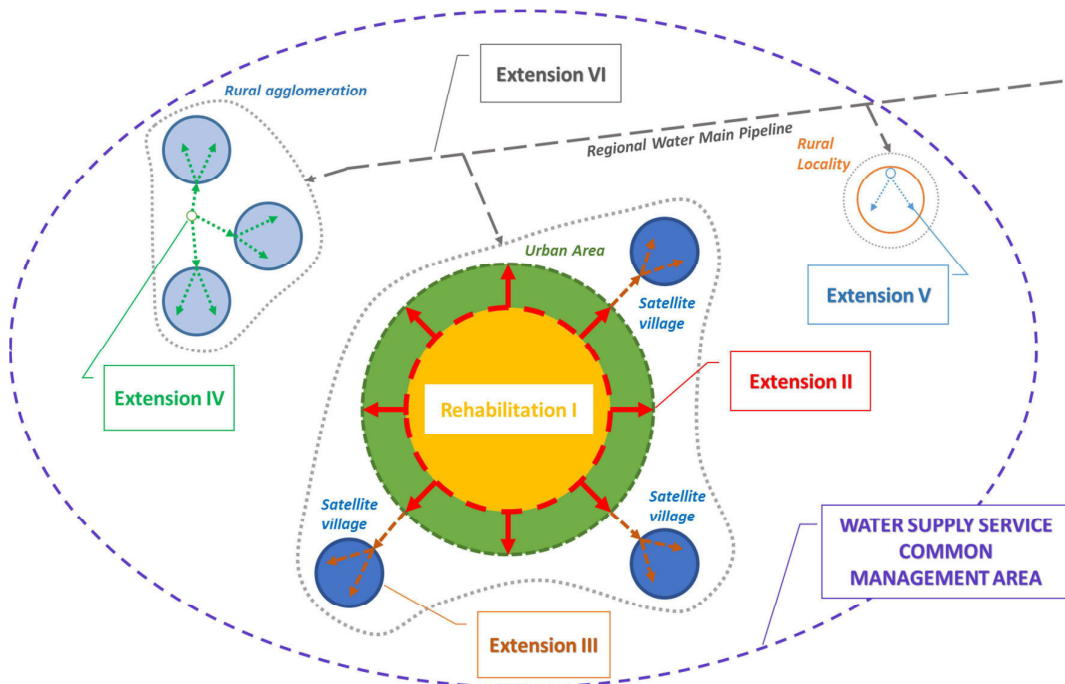 Extension VI
Rural agglomeration
Regional Water Main Pipeline
Rural
Locality
Urban Area
Satellite
village
Extension V
Extension IV
Extension II
Rehabilitation I
Satellite
village
Satellite
village
WATER SUPPLY SERVICE
COMMON
MANAGEMENT AREA
Extension III